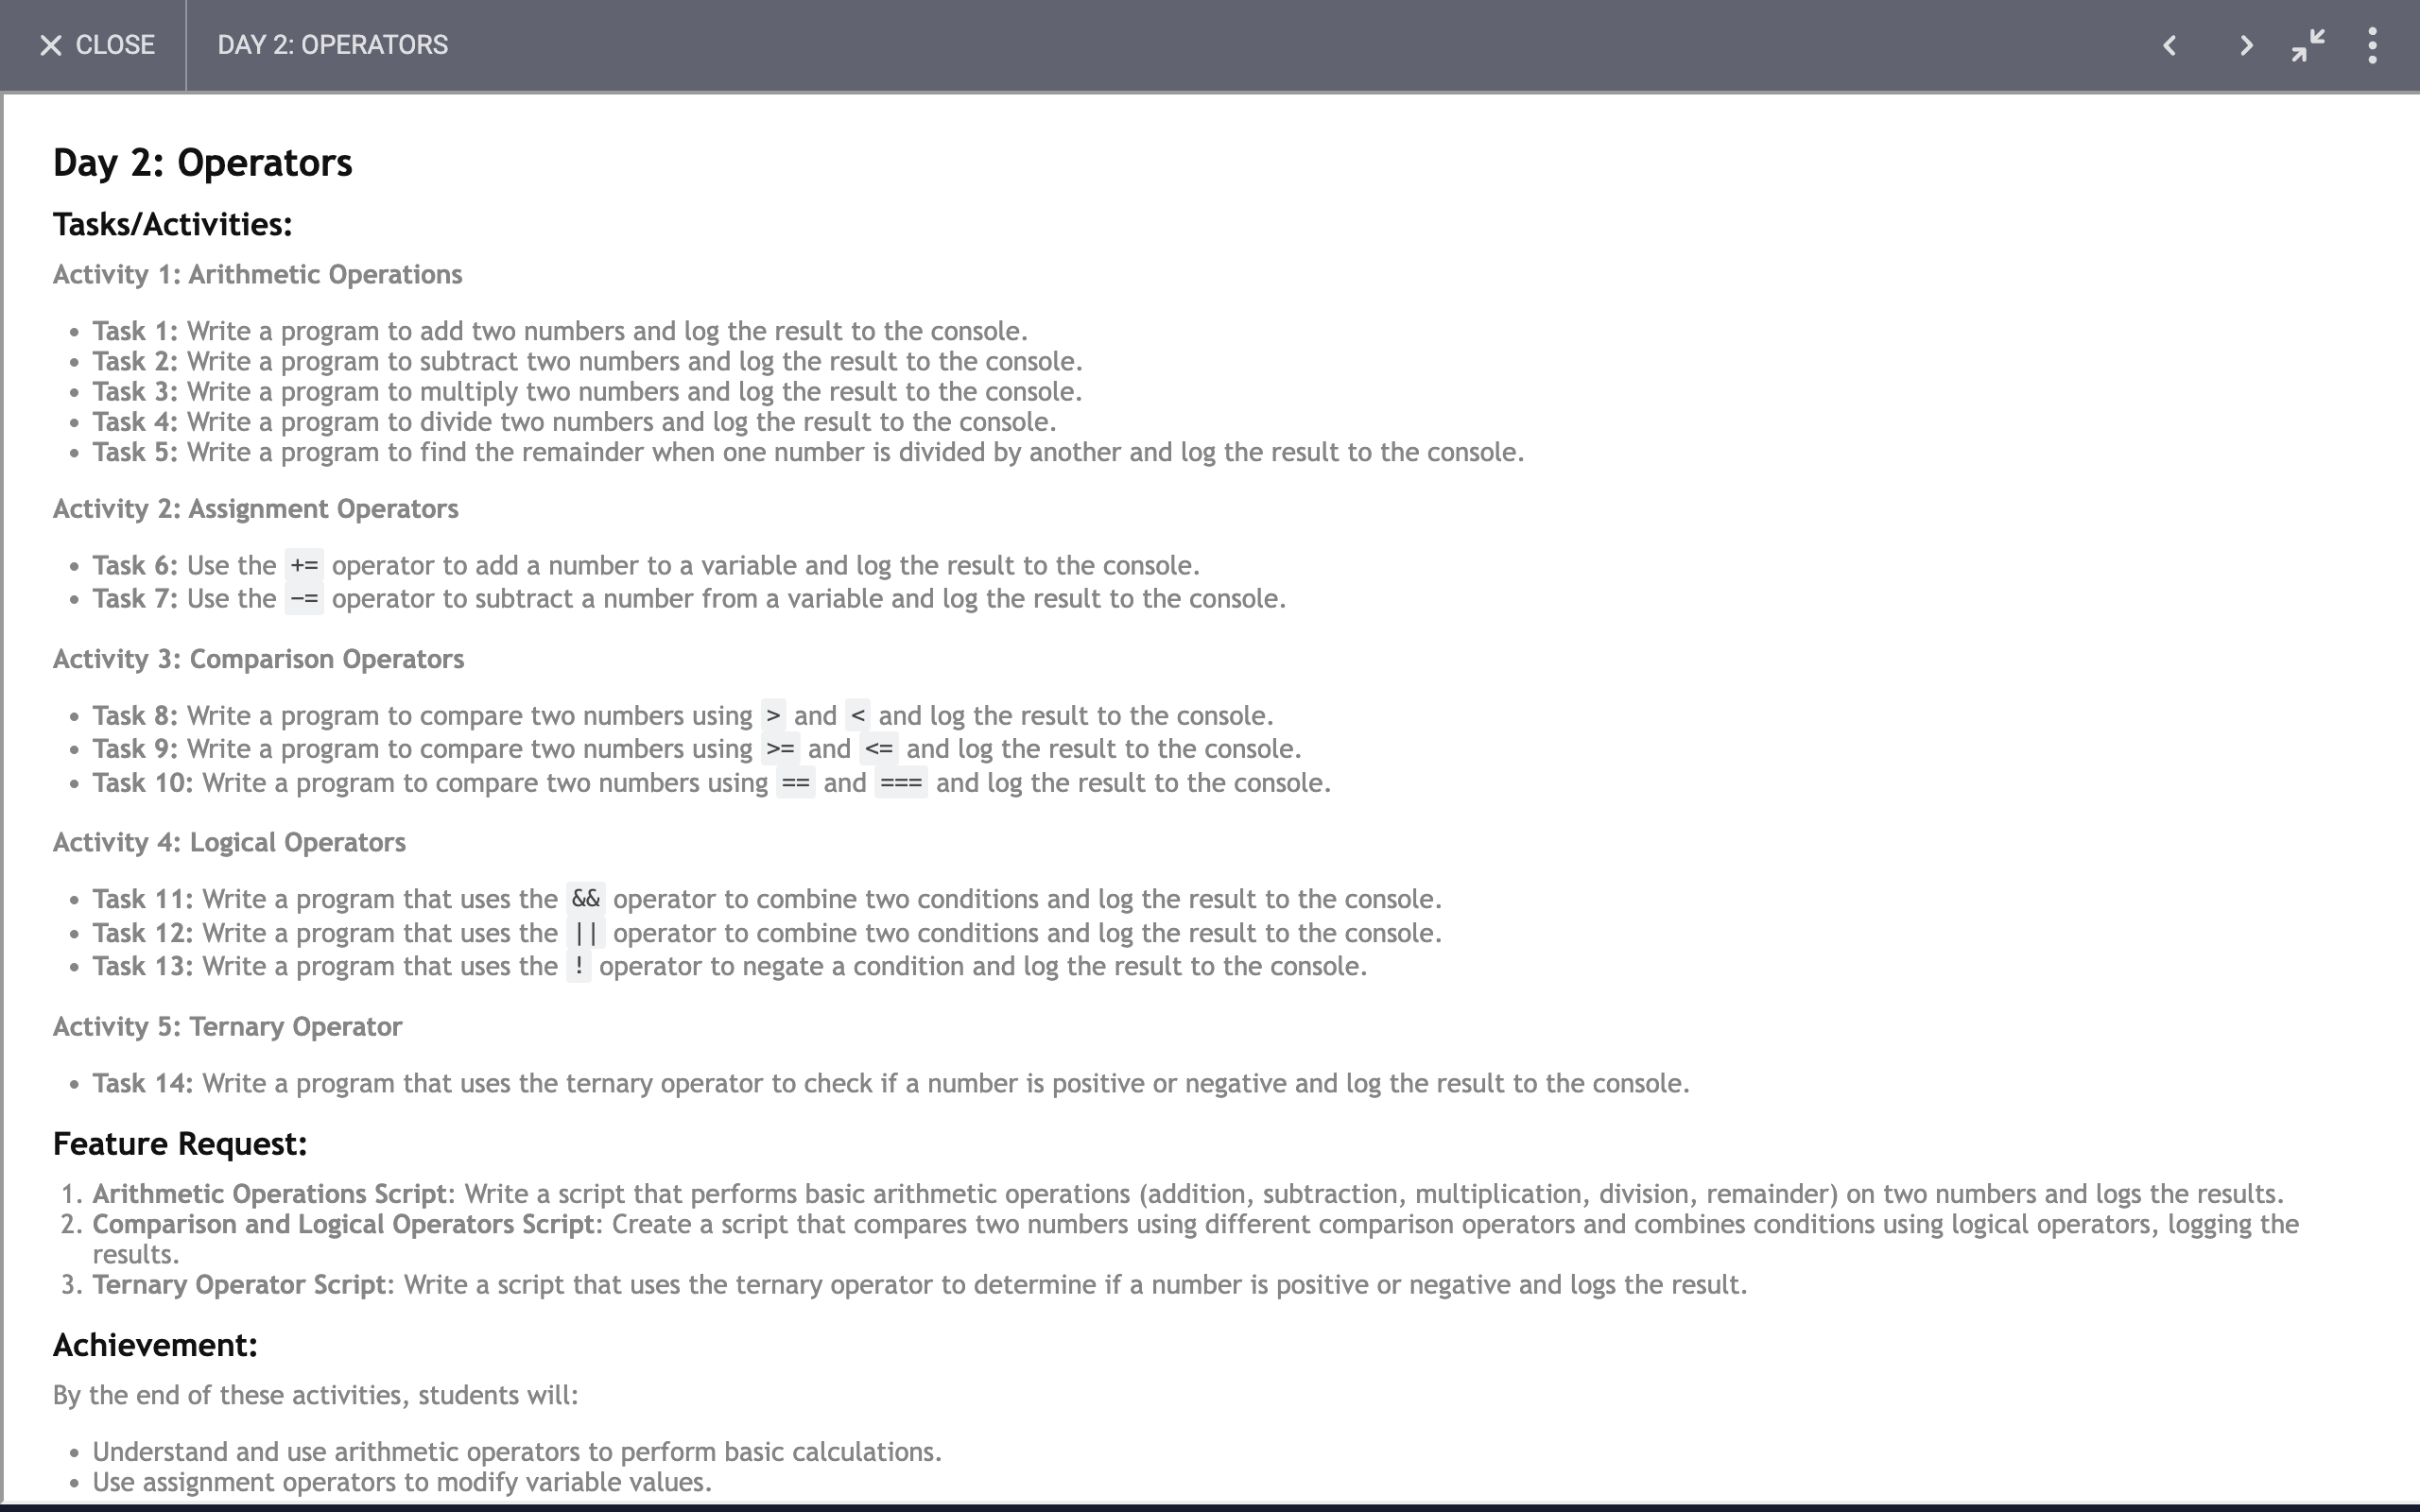 CLOSE
DAY 2: OPERATORS
Day 2: Operators
Tasks/Activities:
Activity 1: Arithmetic Operations
• Task 1: Write a program to add two numbers and log the result to the console.
• Task 2: Write a program to subtract two numbers and log the result to the console.
• Task 3: Write a program to multiply two numbers and log the result to the console.
• Task 4: Write a program to divide two numbers and log the result to the console.
• Task 5: Write a program to find the remainder when one number is divided by another and log the result to the console.
Activity 2: Assignment Operators
• Task 6: Use the += operator to add a number to a variable and log the result to the console.
• Task 7: Use the -= operator to subtract a number from a variable and log the result to the console.
Activity 3: Comparison Operators
• Task 8: Write a program to compare two numbers using > and < and log the result to the console.
• Task 9: Write a program to compare two numbers using >= and <= and log the result to the console.
• Task 10: Write a program to compare two numbers using == and === and log the result to the console.
Activity 4: Logical Operators
• Task 11: Write a program that uses the && operator to combine two conditions and log the result to the console.
• Task 12: Write a program that uses the || operator to combine two conditions and log the result to the console.
• Task 13: Write a program that uses the ! operator to negate a condition and log the result to the console.
Activity 5: Ternary Operator
• Task 14: Write a program that uses the ternary operator to check if a number is positive or negative and log the result to the console.
Feature Request:
1. Arithmetic Operations Script: Write a script that performs basic arithmetic operations (addition, subtraction, multiplication, division, remainder) on two numbers and logs the results.
2. Comparison and Logical Operators Script: Create a script that compares two numbers using different comparison operators and combines conditions using logical operators, logging the
results.
3. Ternary Operator Script: Write a script that uses the ternary operator to determine if a number is positive or negative and logs the result.
Achievement:
By the end of these activities, students will:
• Understand and use arithmetic operators to perform basic calculations.
• Use assignment operators to modify variable values.